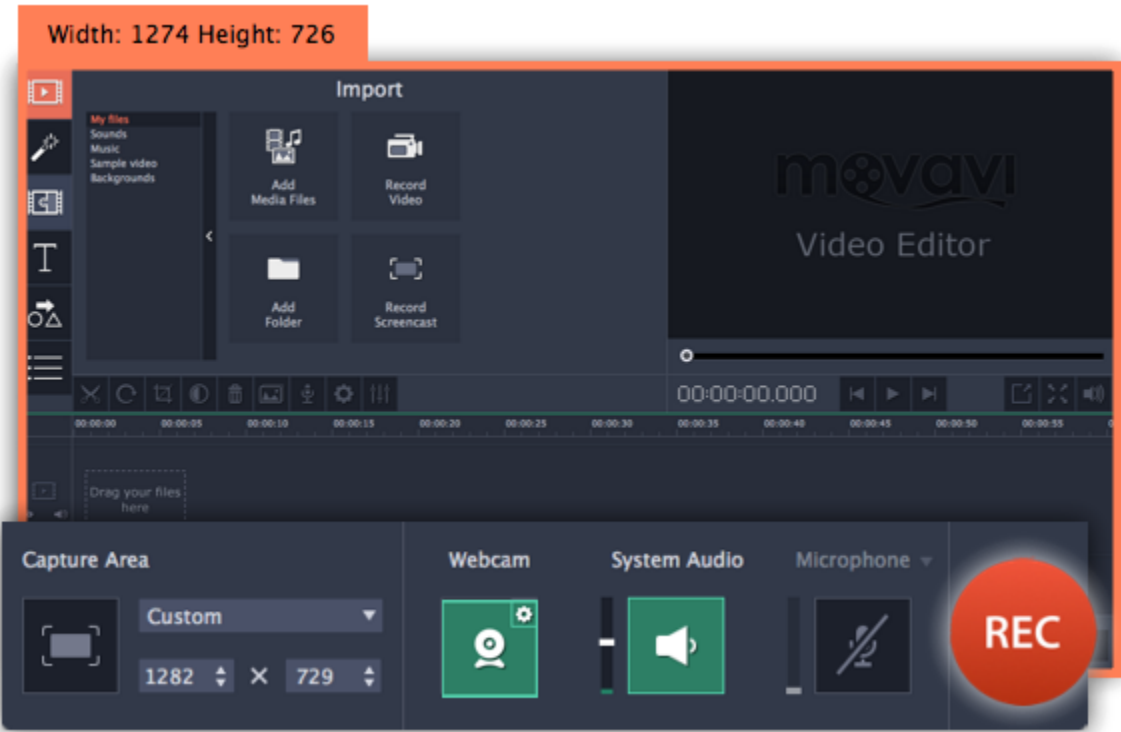 Width: 1274 Height: 726
Import
My files
Sounds
Music
Sample video
Backgrounds
Add
Media Files
Record
Video
Add
Folder
Record
Screencast
movavi
Video Editor
T
00:00:00.000
00:00:00 00:00:05 00:00:10 00:00:15 00:00:20 00:00:25 00:00:30 00:00:35 00:00:40 00:00:45 00:00:50 00:00:55
Drag your files
here
Capture Area
Webcam
System Audio
Microphone
Custom
1282 × 729
REC